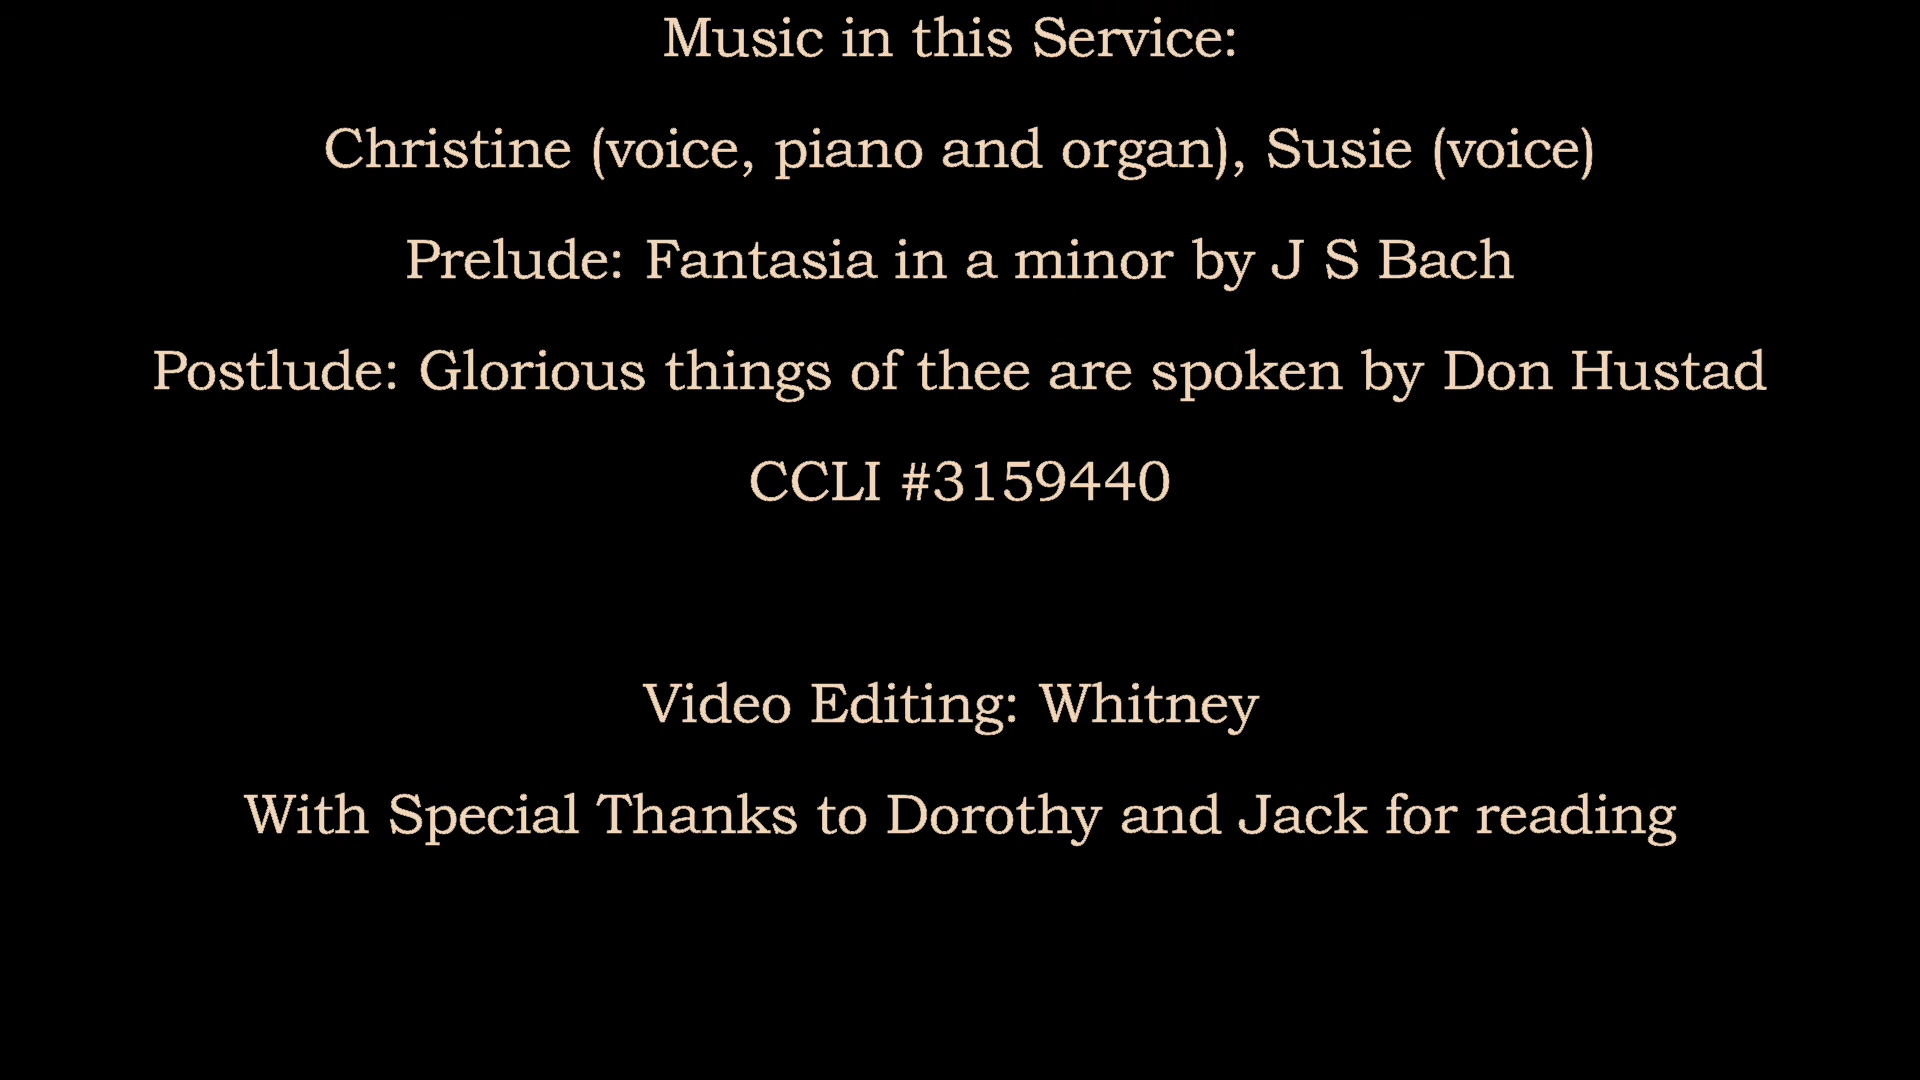 Music in this Service:
Christine (voice, piano and organ), Susie (voice)
Prelude: Fantasia in a minor by J S Bach
Postlude: Glorious things of thee are spoken by Don Hustad
CCLI #3159440
Video Editing: Whitney
With Special Thanks to Dorothy and Jack for reading